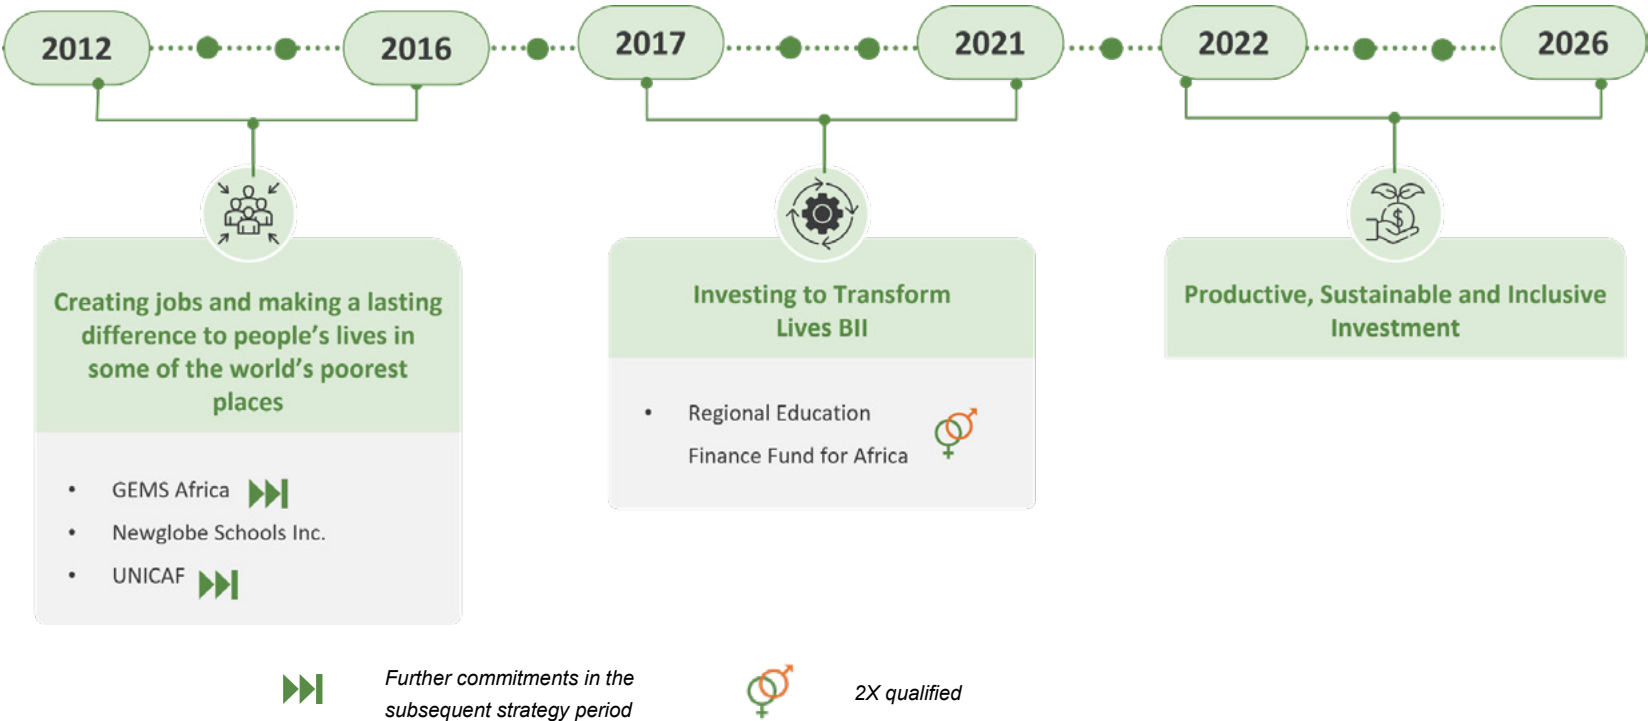 2012
2016
2017
2021
2022
2026
Creating jobs and making a lasting
difference to people's lives in
some of the world's poorest
places
• GEMS Africa
• Newglobe Schools Inc.
• UNICAF
Investing to Transform
Lives BII
• Regional Education
Finance Fund for Africa
Productive, Sustainable and Inclusive
Investment
$
Further commitments in the
subsequent strategy period
2X qualified